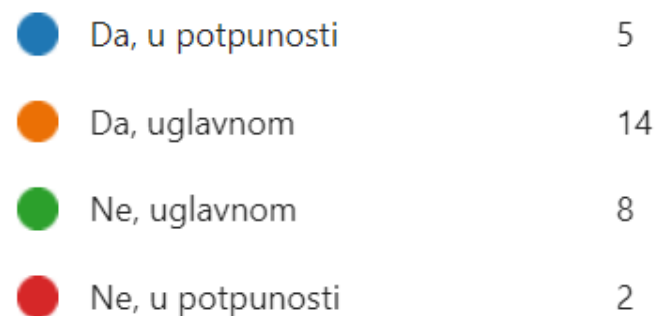 Da, u potpunosti 5
Da, uglavnom 14
Ne, uglavnom 8
Ne, u potpunosti 2